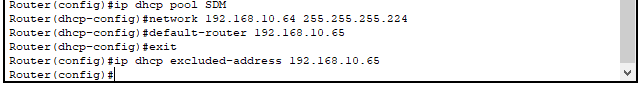 Router(config)#ip dhcp pool SDM
Router(dhcp-config)#network 192.168.10.64 255.255.255.224
Router(dhcp-config)#default-router 192.168.10.65
Router(dhcp-config)#exit
Router(config)#ip dhcp excluded-address 192.168.10.65
Router(config)#